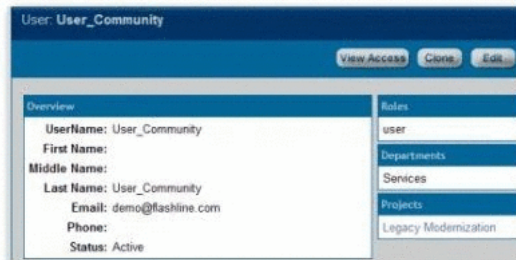 User: User_Community
View Access Clone Edit
Overview
UserName: User_Community
First Name:
Middle Name:
Last Name: User_Community
Email: demo@flashline.com
Phone:
Status: Active
Roles
user
Departments
Services
Projects
Legacy Modernization